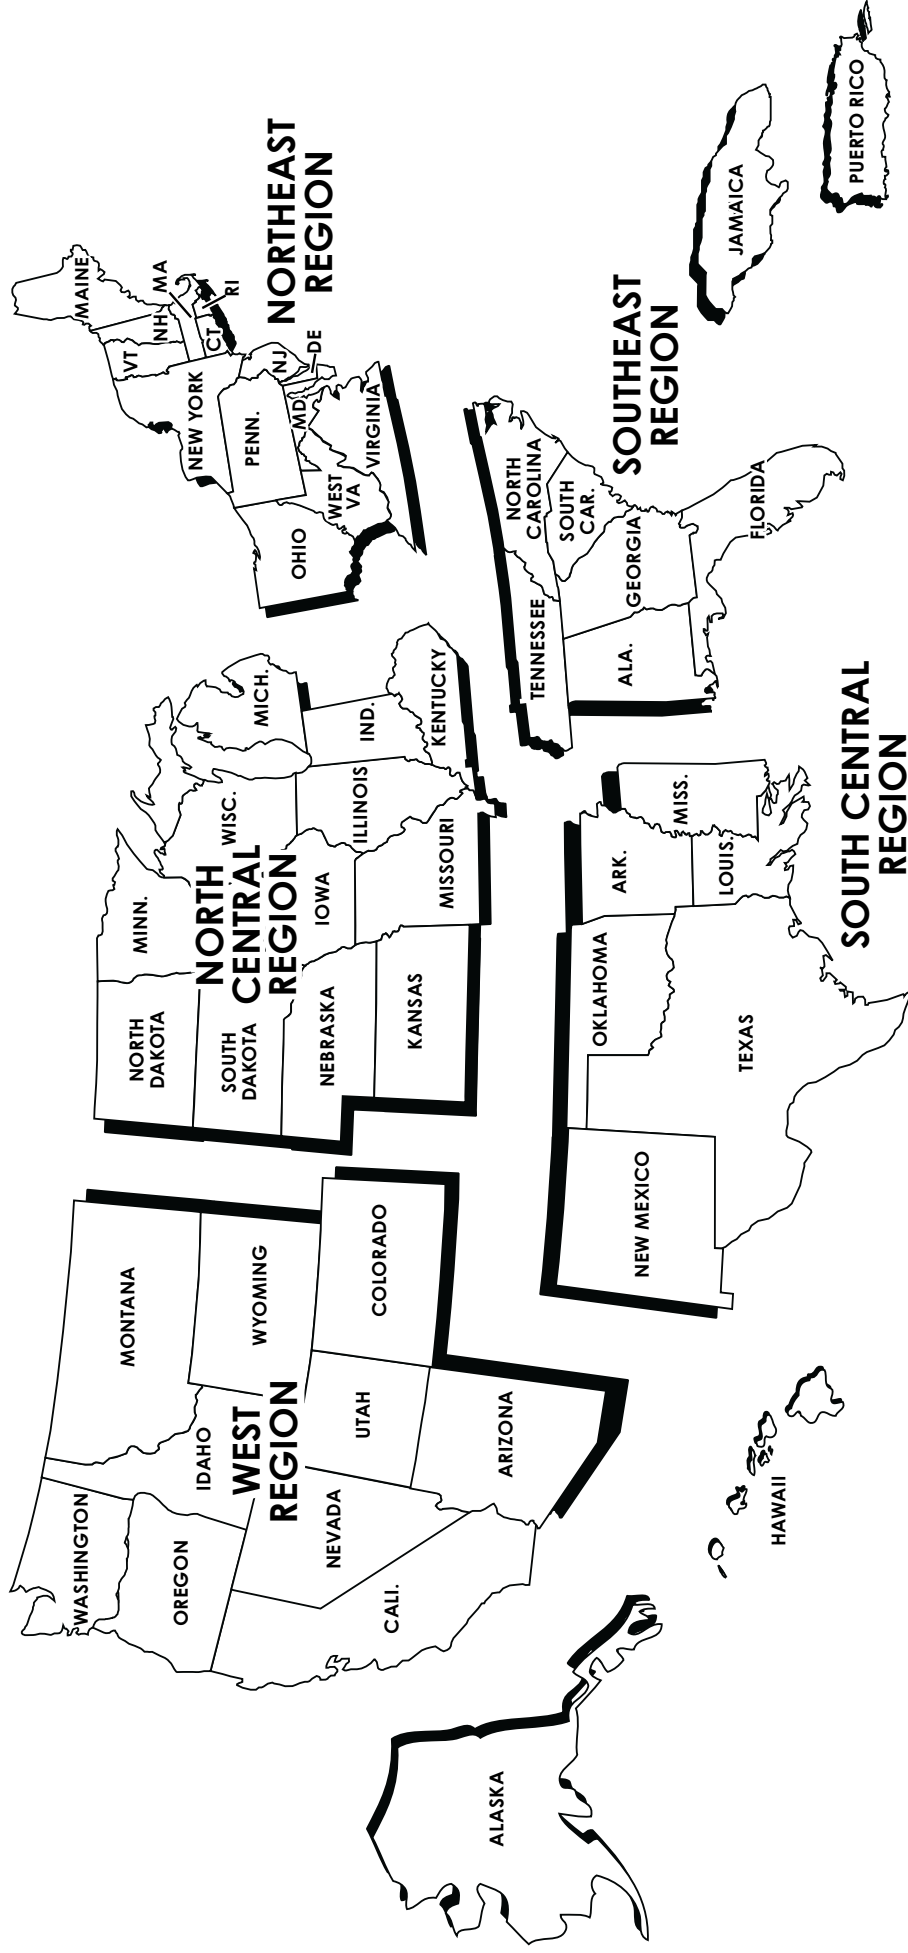 WASHINGTON
OREGON
CALI.
NEVADA
IDAHO
MONTANA
WYOMING
UTAH
COLORADO
ARIZONA
WEST
REGION
ALASKA
HAWAII
NORTH
DAKOTA
SOUTH
DAKOTA
NEBRASKA
KANSAS
MINN.
IOWA
MISSOURI
WISC.
ILLINOIS
MICH.
IND.
KENTUCKY
NORTH
CENTRAL
REGION
NEW MEXICO
TEXAS
OKLAHOMA
ARK.
LOUIS.
MISS.
SOUTH CENTRAL
REGION
TENNESSEE
NORTH
CAROLINA
SOUTH
CAR.
ALA.
GEORGIA
FLORIDA
SOUTHEAST
REGION
JAMAICA
PUERTO RICO
OHIO
WEST
VA
VIRGINIA
PENN.
MD
DE
NJ
NEW YORK
CT
RI
MA
VT
NH
MAINE
NORTHEAST
REGION